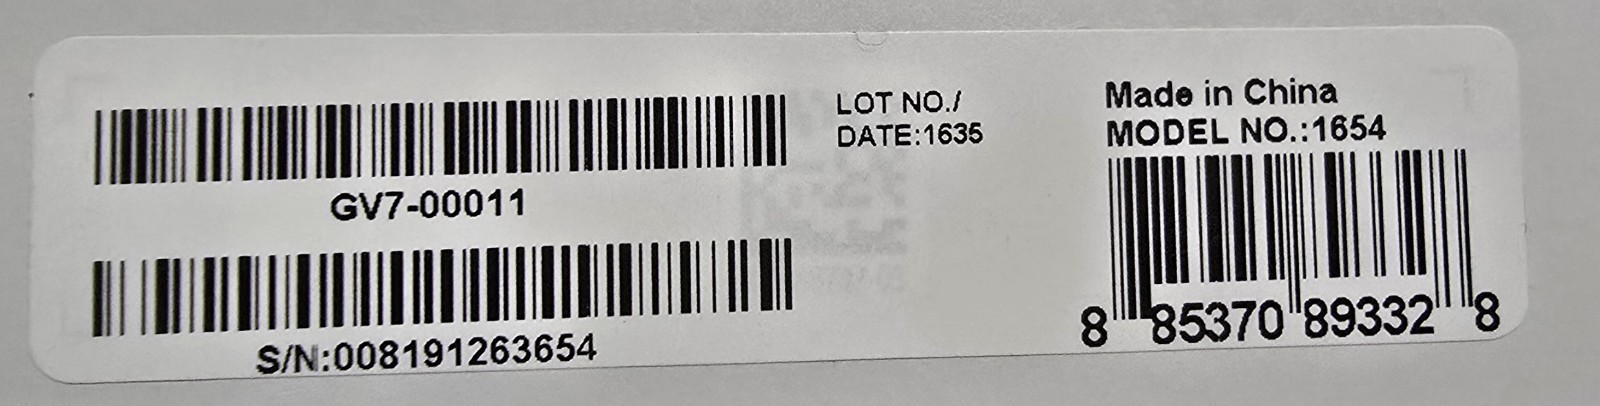 GV7-00011
S/N:008191263654
LOT NO./
DATE:1635
Made in China
MODEL NO.:1654
8 85370 89332 8